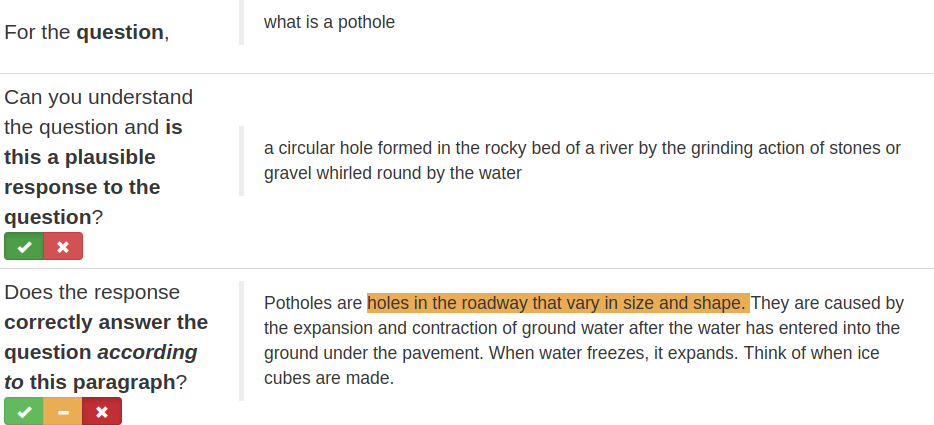 For the question,
what is a pothole
Can you understand
the question and is
this a plausible
response to the
question?
a circular hole formed in the rocky bed of a river by the grinding action of stones or
gravel whirled round by the water
Does the response
correctly answer the
question according
to this paragraph?
Potholes are holes in the roadway that vary in size and shape. They are caused by
the expansion and contraction of ground water after the water has entered into the
ground under the pavement. When water freezes, it expands. Think of when ice
cubes are made.